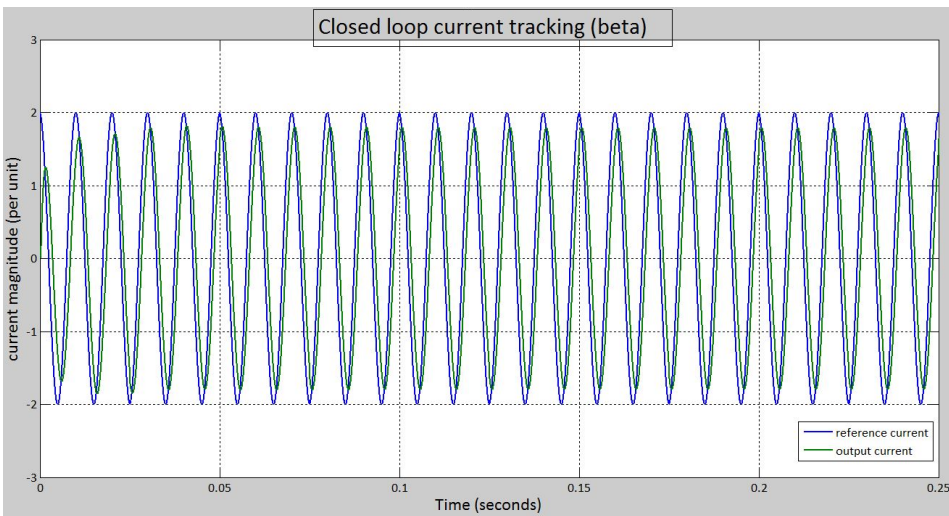 Closed loop current tracking (beta)
3
2
1
0
-1
-2
-3
current magnitude (per unit)
reference current
output current
0
0.05
0.1
0.15
0.2
0.25
Time (seconds)